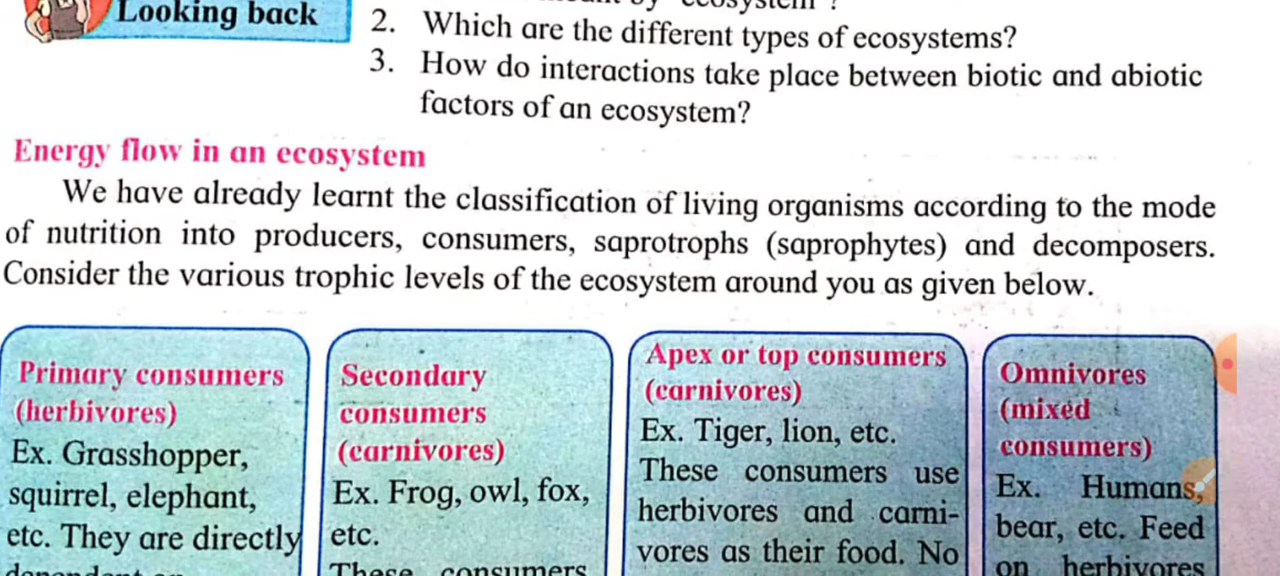 Looking back
2. Which are the different types of ecosystems?
3. How do interactions take place between biotic and abiotic
factors of an ecosystem?
Energy flow in an ecosystem
We have already learnt the classification of living organisms according to the mode
of nutrition into producers, consumers, saprotrophs (saprophytes) and decomposers.
Consider the various trophic levels of the ecosystem around you as given below.
Primary consumers
(herbivores)
Ex. Grasshopper,
squirrel, elephant,
etc. They are directly
Secondary
consumers
(carnivores)
Ex. Frog, owl, fox,
etc.
These consumers
Apex or top consumers
(carnivores)
Ex. Tiger, lion, etc.
These consumers use
herbivores and carni-
vores as their food. No
Omnivores
(mixed
consumers)
Ex. Humans,
bear, etc. Feed
on herbivores